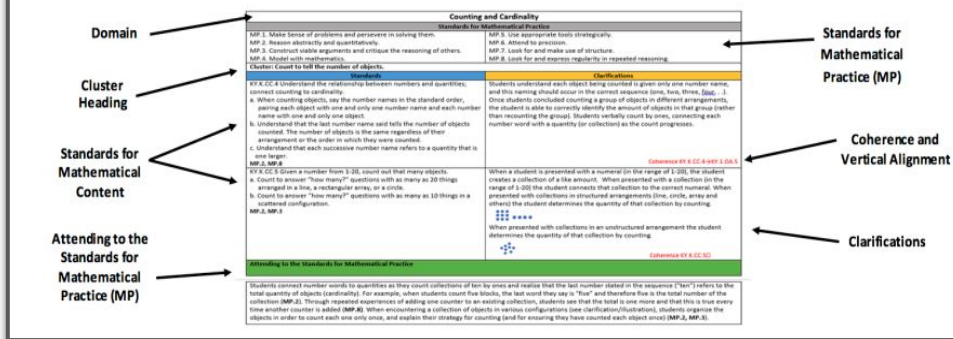 Domain
Cluster
Heading
Standards for
Mathematical
Content
Attending to the
Standards for
Mathematical
Practice (MP)
Counting and Cardinality
Standards for Mathematical Practice
MP.1. Make Sense of problems and persevere in solving them.
MP.2. Reason abstractly and quantitatively.
MP.3. Construct viable arguments and critique the reasoning of others.
MP.4. Model with mathematics.
MP.5. Use appropriate tools strategically.
MP.6. Attend to precision.
MP.7. Look for and make use of structure.
MP.8. Look for and express regularity in repeated reasoning.
Cluster: Count to tell the number of objects.
Standards
KY.K.CC.4 Understand the relationship between numbers and quantities;
connect counting to cardinality.
a. When counting objects, say the number names in the standard order,
pairing each object with one and only one number name and each number
name with one and only one object.
b. Understand that the last number name said tells the number of objects
counted. The number of objects is the same regardless of their
arrangement or the order in which they were counted.
c. Understand that each successive number name refers to a quantity that is
one larger.
MP.2, MP.8
Clarifications
Students understand each object being counted is given only one number name,
and this naming should occur in the correct sequence (one, two, three, four, . . .).
Once students concluded counting a group of objects in different arrangements,
the student is able to correctly identify the amount of objects in that group (rather
than recounting the group). Students verbally count by ones, connecting each
number word with a quantity (or collection) as the count progresses.
Coherence KY.K.CC.4→KY.1.OA.5
KY.K.CC.5 Given a number from 1-20, count out that many objects.
a. Count to answer "how many?" questions with as many as 20 things
arranged in a line, a rectangular array, or a circle.
b. Count to answer "how many?" questions with as many as 10 things in a
scattered configuration.
MP.2, MP.3
When a student is presented with a numeral (in the range of 1-20), the student
creates a collection of a like amount. When presented with a collection (in the
range of 1-20) the student connects that collection to the correct numeral. When
presented with collections in structured arrangements (line, circle, array and
others) the student determines the quantity of that collection by counting.
When presented with collections in an unstructured arrangement the student
determines the quantity of that collection by counting.
Coherence KY.K.CC.5
Attending to the Standards for Mathematical Practice
Students connect number words to quantities as they count collections of ten by ones and realize that the last number stated in the sequence ("ten") refers to the
total quantity of objects (cardinality). For example, when students count five blocks, the last word they say is "five" and therefore five is the total number of the
collection (MP.2). Through repeated experiences of adding one counter to an existing collection, students see that the total is one more and that this is true every
time another counter is added (MP.8). When encountering a collection of objects in various configurations (see clarification/illustration), students organize the
objects in order to count each one only once, and explain their strategy for counting (and for ensuring they have counted each object once) (MP.2, MP.3).
Standards for
Mathematical
Practice (MP)
Coherence and
Vertical Alignment
Clarifications